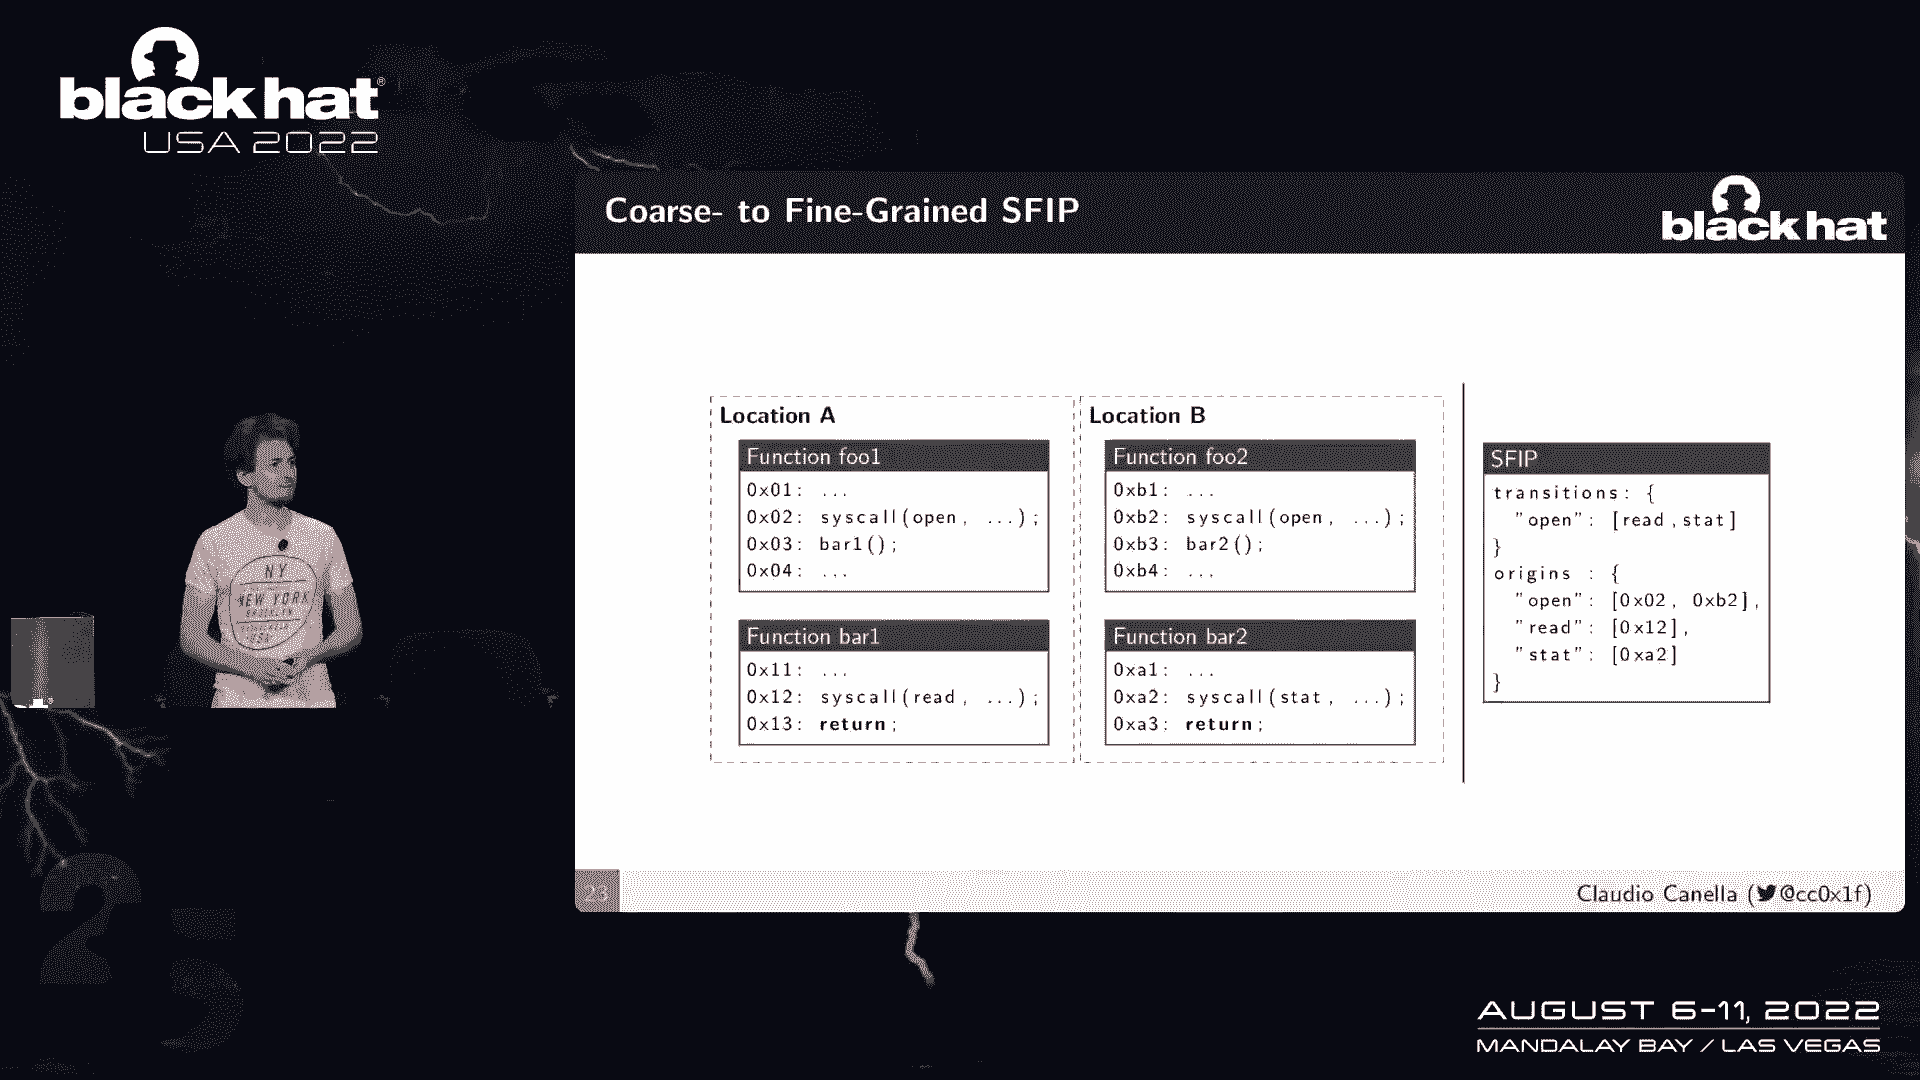 black hat®
USA 2022
Coarse- to Fine-Grained SFIP
black hat
Location A
Function foo1
0x01: ...
0x02: syscall(open, ...);
0x03: bar1();
0x04: ...
Function bar1
0x11: ...
0x12: syscall(read, ...);
0x13: return;
Location B
Function foo2
0xb1: ...
0xb2: syscall(open, ...);
0xb3: bar2();
0xb4: ...
Function bar2
0xa1: ...
0xa2: syscall(stat, ...);
0xa3: return;
SFIP
transitions: {
"open": [read,stat]
}
origins : {
"open": [0x02, 0xb2],
"read": [0x12],
"stat": [0xa2]
}
NY
NEW YORK
BROOKLYN
USA
23
Claudio Canella (@cc0x1f)
25
AUGUST 6-11, 2022
MANDALAY BAY / LAS VEGAS